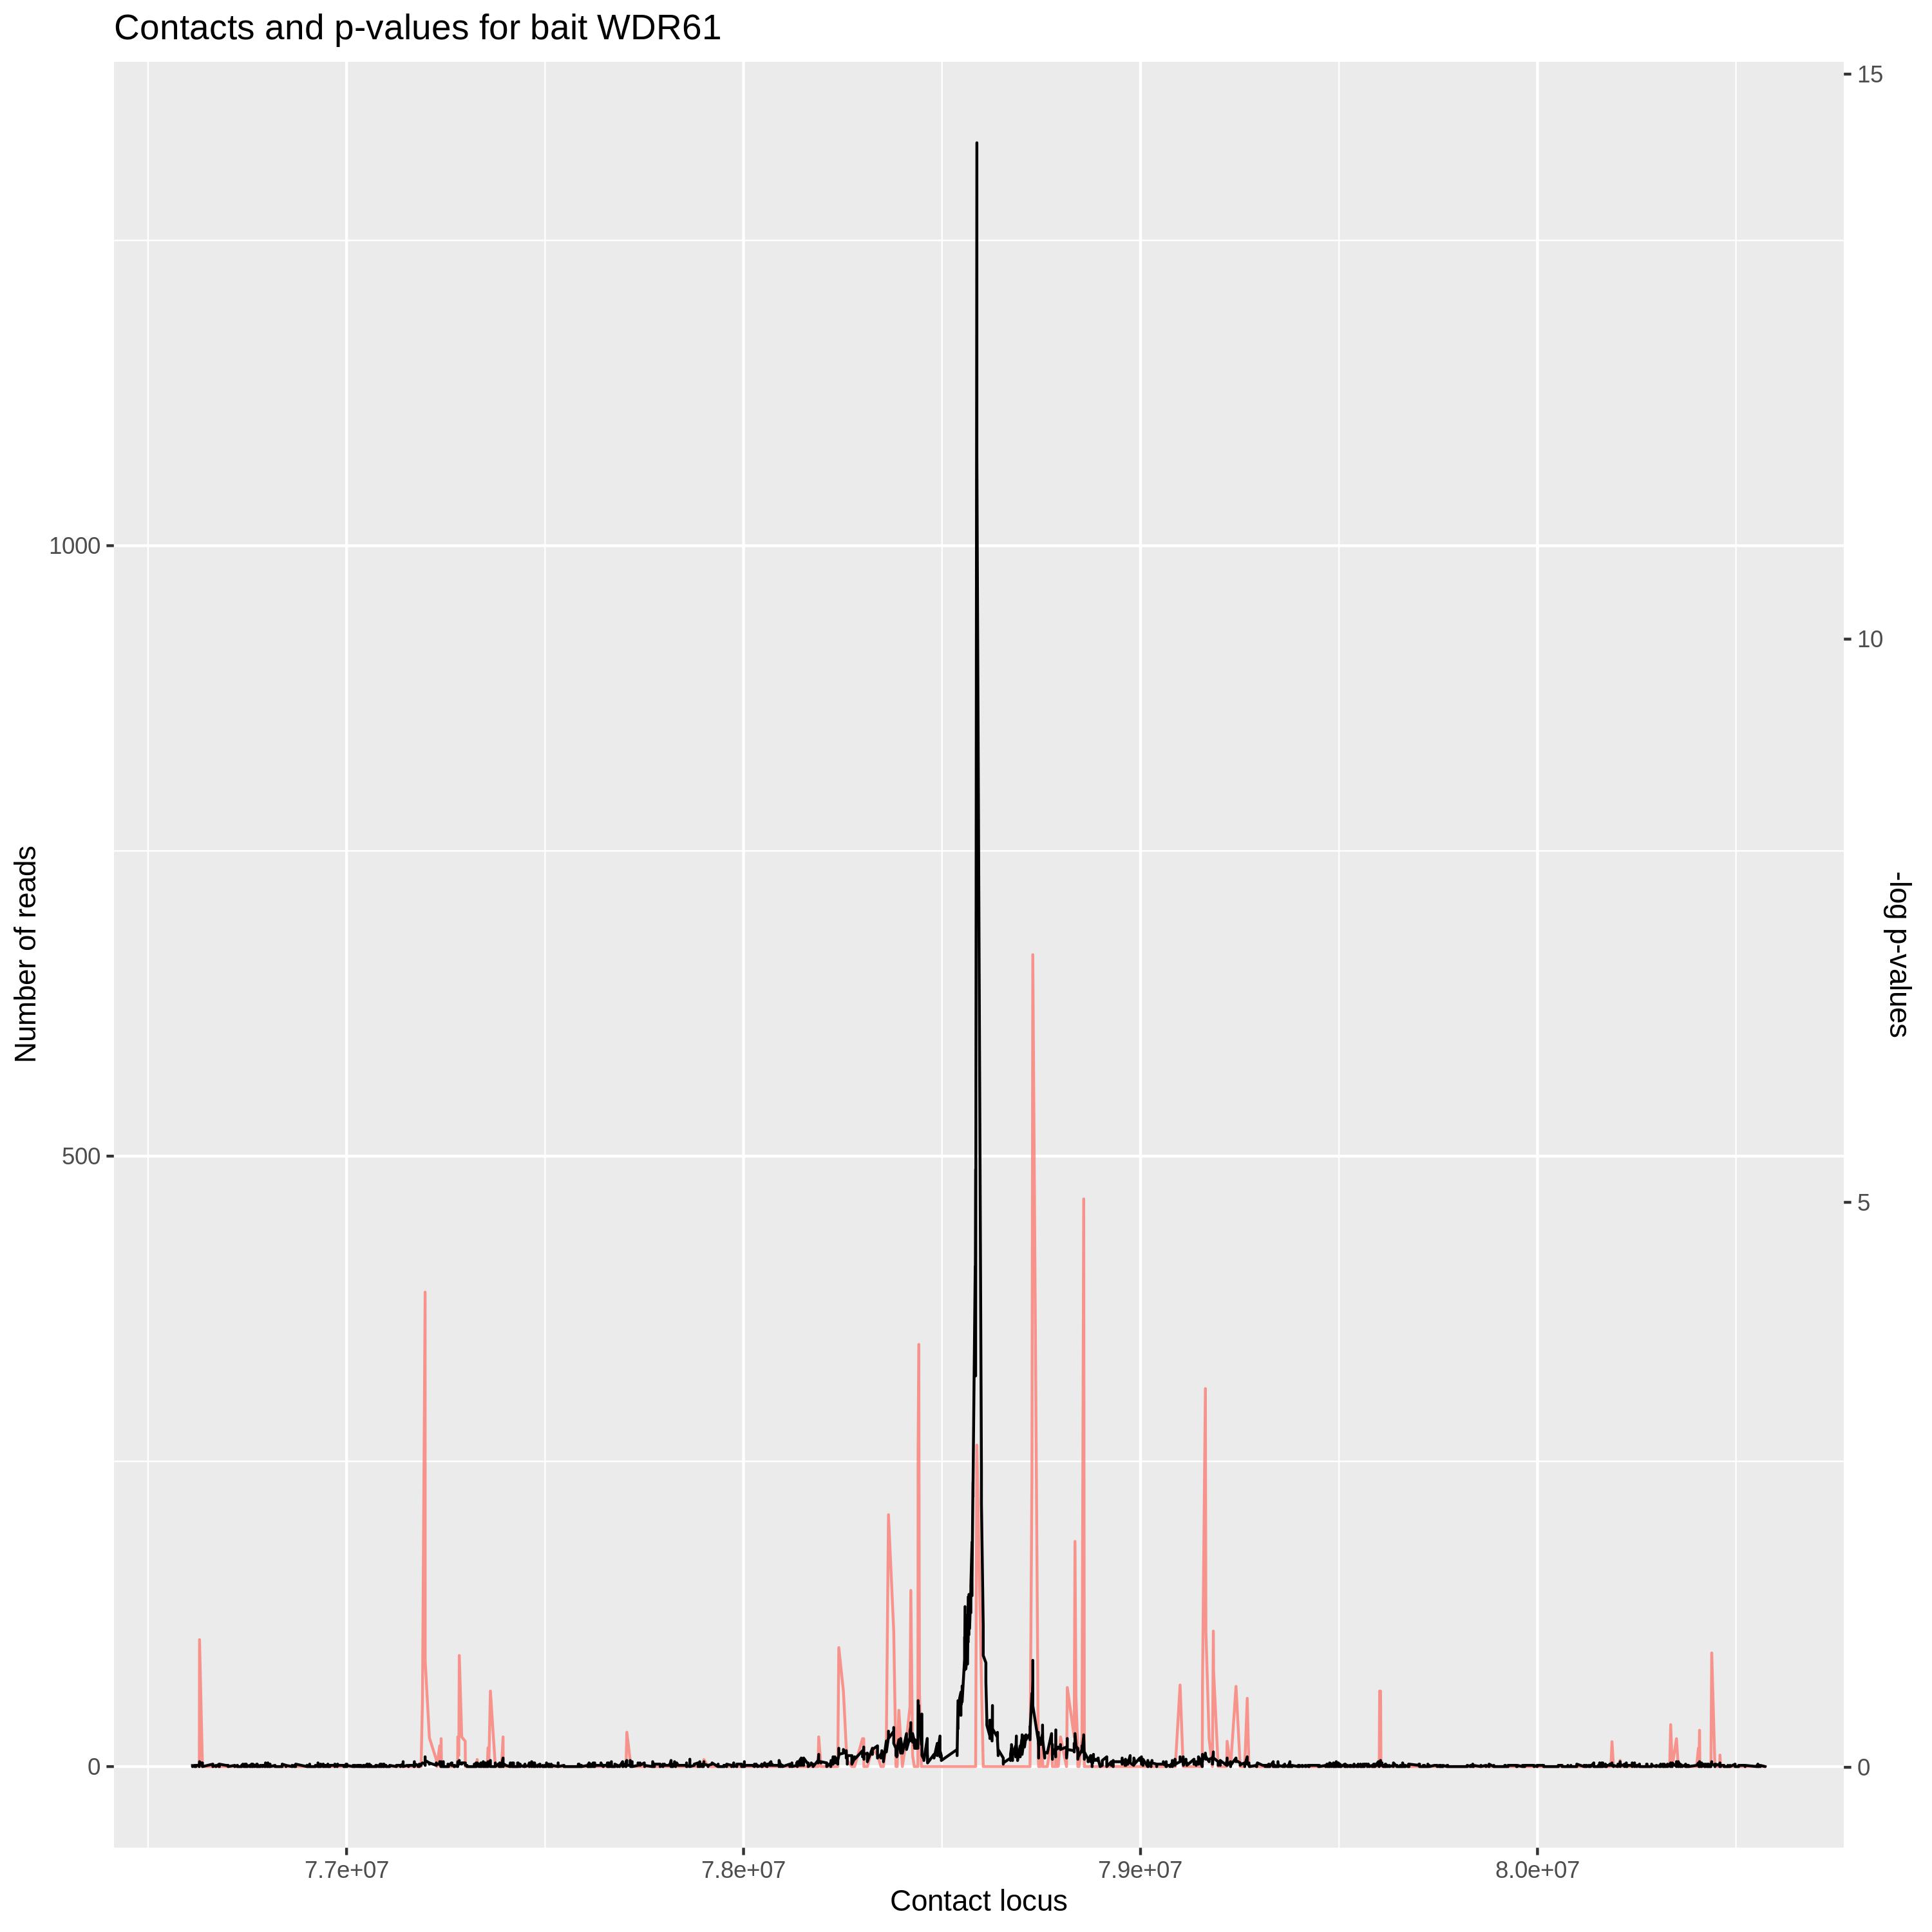 Contacts and p-values for bait WDR61
15
1000
10
Number of reads
-log p-values
500
5
0
0
7.7e+07
7.8e+07
7.9e+07
8.0e+07
Contact locus